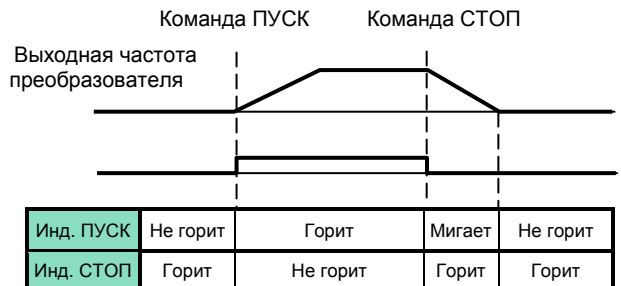 Команда ПУСК Команда СТОП
Выходная частота
преобразователя
Инд. ПУСК Не горит Горит Мигает Не горит
Инд. СТОП Горит Не горит Горит Горит